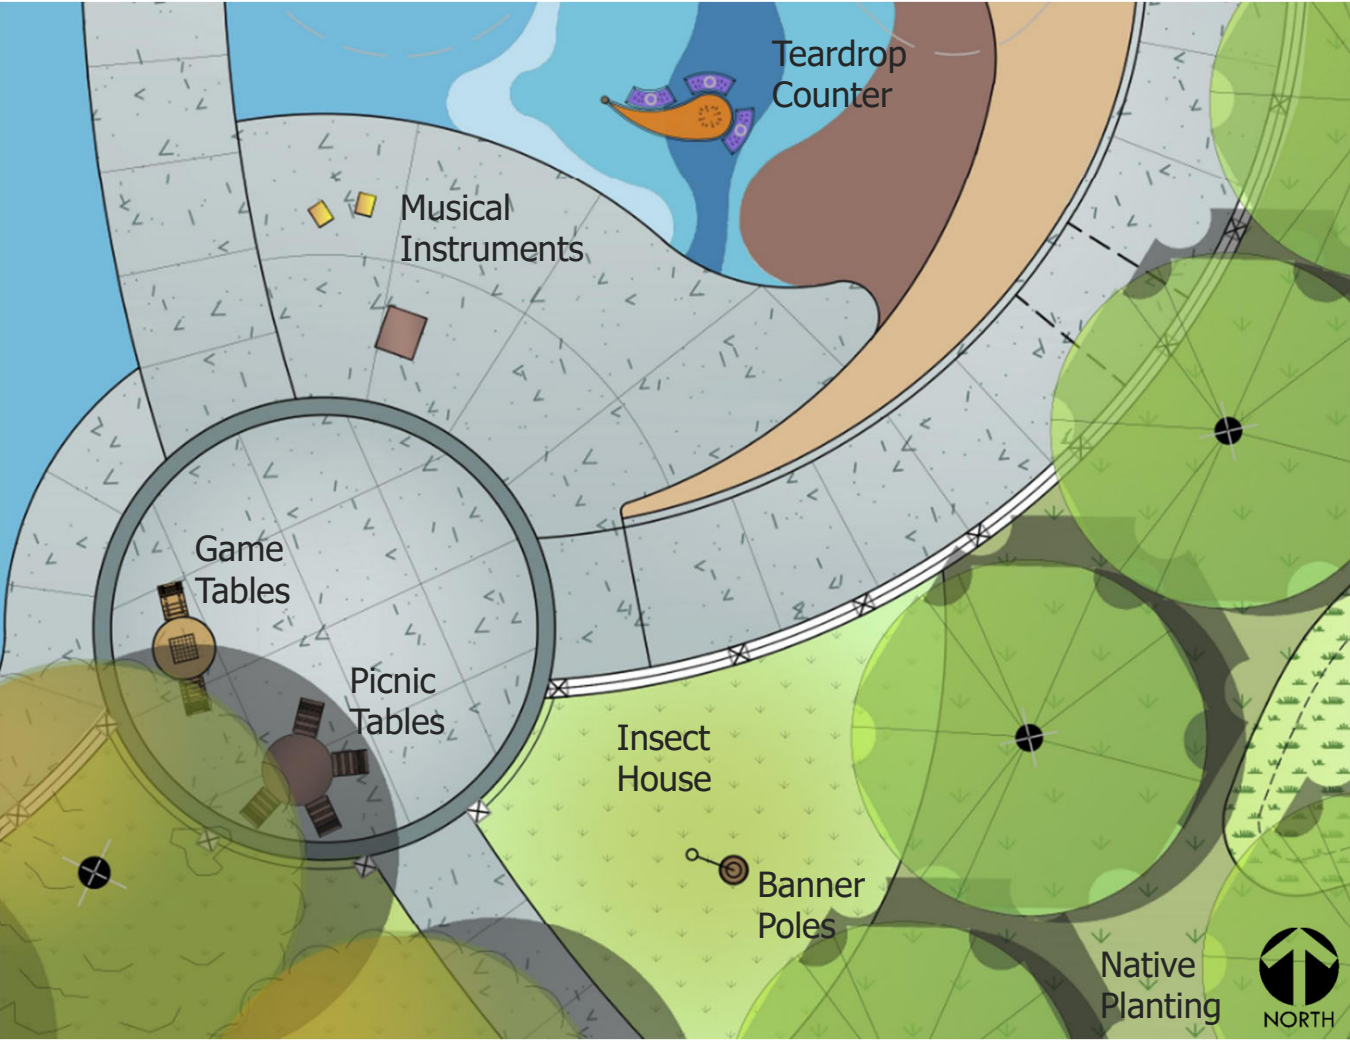 Teardrop
Counter
Musical
Instruments
Game
Tables
Picnic
Tables
Insect
House
Banner
Poles
Native
Planting
NORTH